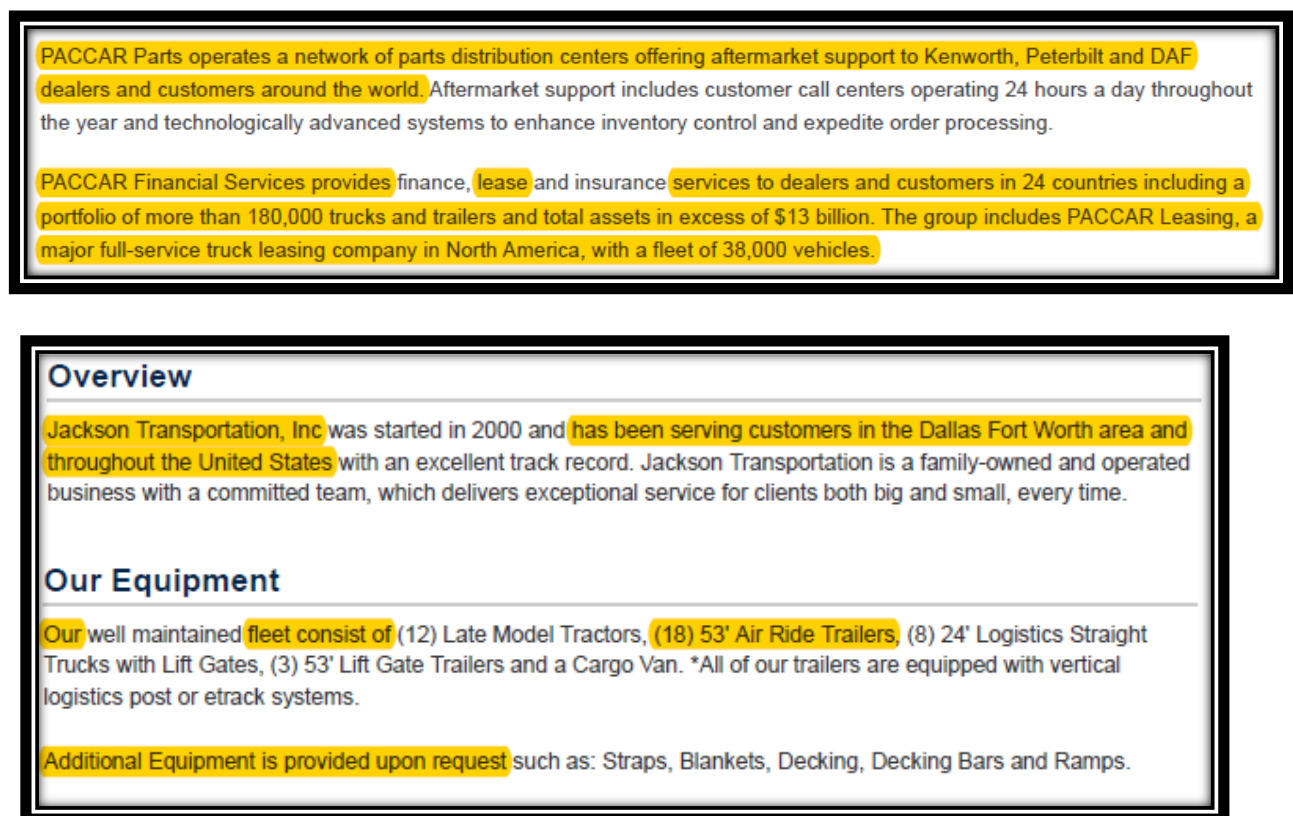 PACCAR Parts operates a network of parts distribution centers offering aftermarket support to Kenworth, Peterbilt and DAF
dealers and customers around the world. Aftermarket support includes customer call centers operating 24 hours a day throughout
the year and technologically advanced systems to enhance inventory control and expedite order processing.
PACCAR Financial Services provides finance, lease and insurance services to dealers and customers in 24 countries including a
portfolio of more than 180,000 trucks and trailers and total assets in excess of $13 billion. The group includes PACCAR Leasing, a
major full-service truck leasing company in North America, with a fleet of 38,000 vehicles.
Overview
Jackson Transportation, Inc was started in 2000 and has been serving customers in the Dallas Fort Worth area and
throughout the United States with an excellent track record. Jackson Transportation is a family-owned and operated
business with a committed team, which delivers exceptional service for clients both big and small, every time.
Our Equipment
Our well maintained fleet consist of (12) Late Model Tractors, (18) 53' Air Ride Trailers, (8) 24' Logistics Straight
Trucks with Lift Gates, (3) 53' Lift Gate Trailers and a Cargo Van. *All of our trailers are equipped with vertical
logistics post or etrack systems.
Additional Equipment is provided upon request such as: Straps, Blankets, Decking, Decking Bars and Ramps.